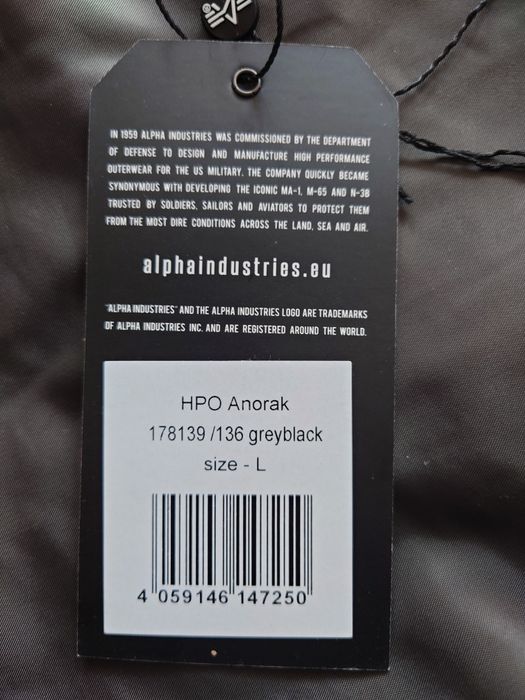 IN 1959 ALPHA INDUSTRIES WAS COMMISSIONED BY THE DEPARTMENT
OF DEFENSE TO DESIGN AND MANUFACTURE HIGH PERFORMANCE
OUTERWEAR FOR THE US MILITARY. THE COMPANY QUICKLY BECAME
SYNONYMOUS WITH DEVELOPING THE ICONIC MA-1, M-65 AND N-3B
TRUSTED BY SOLDIERS, SAILORS AND AVIATORS TO PROTECT THEM
FROM THE MOST DIRE CONDITIONS ACROSS THE LAND, SEA AND AIR.
alphaindustries.eu
"ALPHA INDUSTRIES" AND THE ALPHA INDUSTRIES LOGO ARE TRADEMARKS
OF ALPHA INDUSTRIES INC. AND ARE REGISTERED AROUND THE WORLD.
HPO Anorak
178139 /136 greyblack
size - L
4 059146 147250